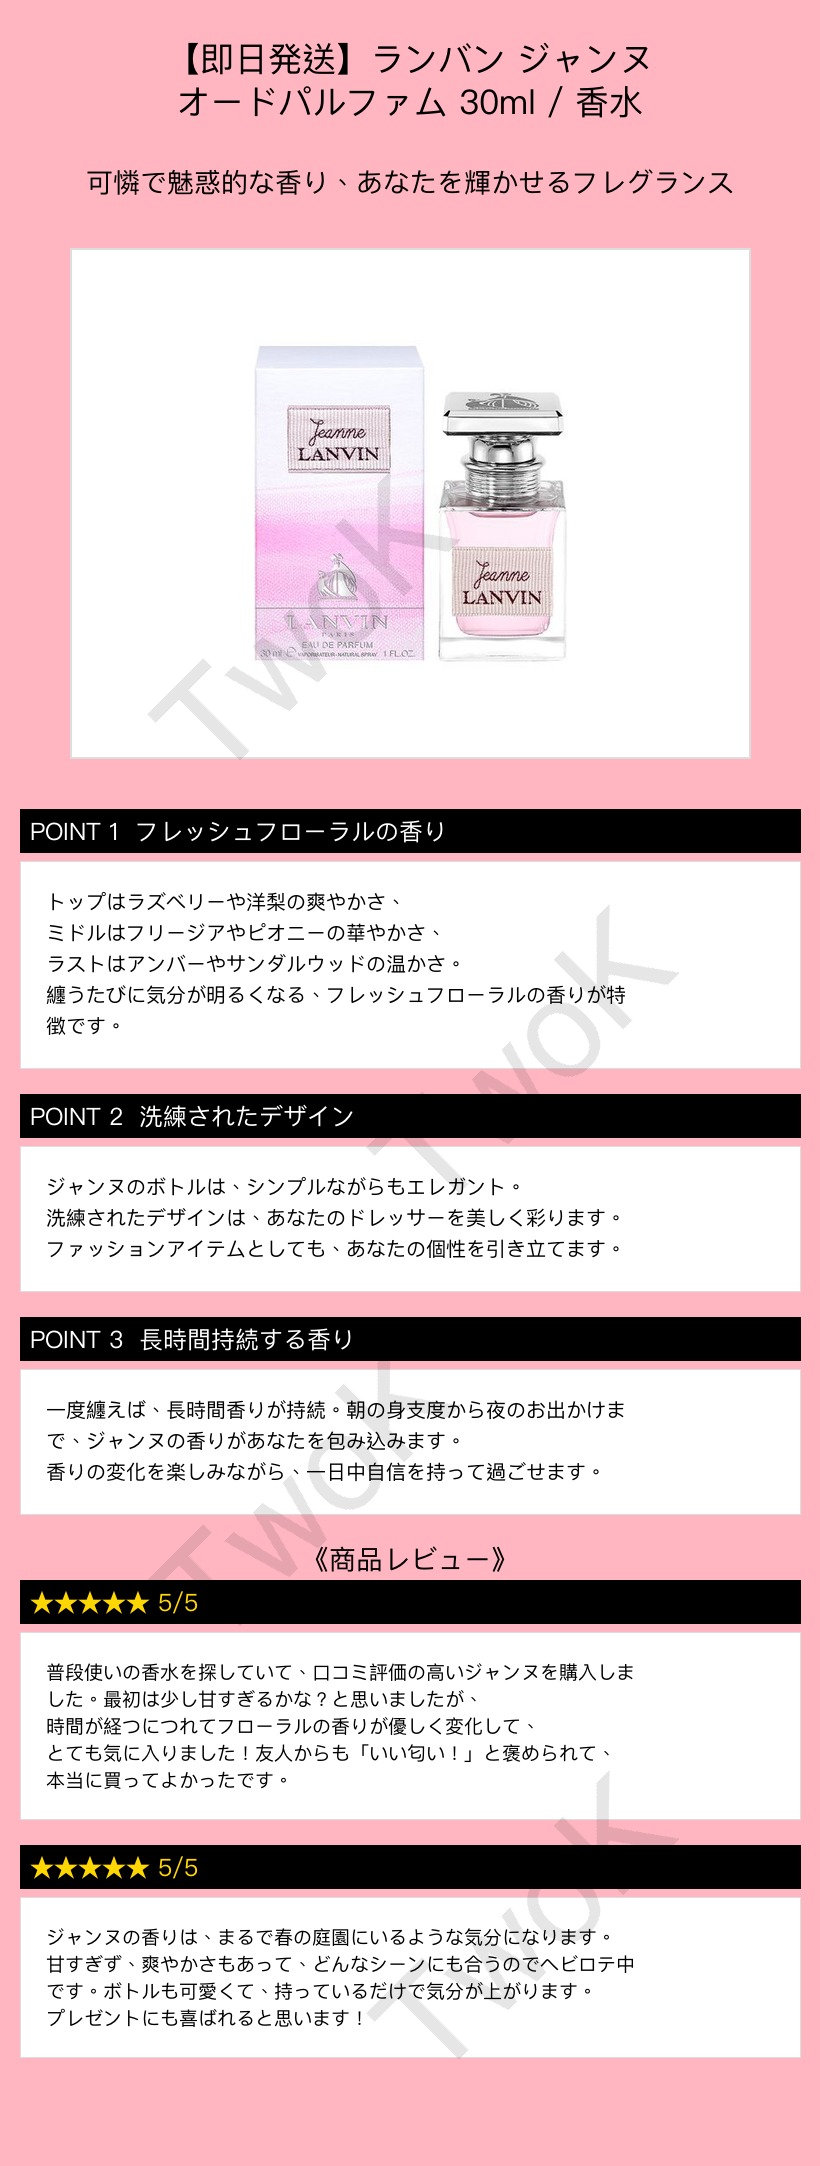 【即日発送】ランバン ジャンヌ
オードパルファム 30ml / 香水
可憐で魅惑的な香り、あなたを輝かせるフレグランス
Jeanne
LANVIN
LANVIN
PARIS
EAU DE PARFUM
30 ml ℮ VAPORISATEUR-NATURAL SPRAY 1 FL.OZ.
Jeanne
LANVIN
TwoK
POINT 1 フレッシュフローラルの香り
トップはラズベリーや洋梨の爽やかさ、
ミドルはフリージアやピオニーの華やかさ、
ラストはアンバーやサンダルウッドの温かさ。
纏うたびに気分が明るくなる、フレッシュフローラルの香りが特
徴です。
TwoK
POINT 2 洗練されたデザイン
ジャンヌのボトルは、シンプルながらもエレガント。
洗練されたデザインは、あなたのドレッサーを美しく彩ります。
ファッションアイテムとしても、あなたの個性を引き立てます。
POINT 3 長時間持続する香り
一度纏えば、長時間香りが持続。朝の身支度から夜のお出かけま
で、ジャンヌの香りがあなたを包み込みます。
香りの変化を楽しみながら、一日中自信を持って過ごせます。
TwoK
《商品レビュー》
★★★★★ 5/5
普段使いの香水を探していて、口コミ評価の高いジャンヌを購入しま
した。最初は少し甘すぎるかな？と思いましたが、
時間が経つにつれてフローラルの香りが優しく変化して、
とても気に入りました！友人からも「いい匂い！」と褒められて、
本当に買ってよかったです。
★★★★★ 5/5
ジャンヌの香りは、まるで春の庭園にいるような気分になります。
甘すぎず、爽やかさもあって、どんなシーンにも合うのでヘビロテ中
です。ボトルも可愛くて、持っているだけで気分が上がります。
プレゼントにも喜ばれると思います！
TwoK